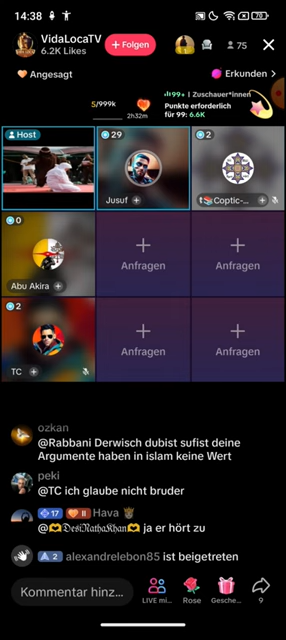 14:38
70
VidaLocaTV
6.2K Likes
+ Folgen
75
Angesagt
Erkunden >
5/999k
2h32m
99+ | Zuschauer*innen
Punkte erforderlich
für 99: 6.6K
Host
29
2
Jusuf
Coptic-...
0
Anfragen
Anfragen
Abu Akira
2
Anfragen
Anfragen
TC
ozkan
@Rabbani Derwisch dubist sufist deine
Argumente haben in islam keine Wert
peki
@TC ich glaube nicht bruder
17 II Hava
@🫶𝔇𝔢𝔰𝔦𝔑𝔞𝔱𝔥𝔞𝔎𝔥𝔞𝔫🫶 ja er hört zu
2 alexandrelebon85 ist beigetreten
Kommentar hinz...
LIVE mi...
Rose
Gesche...
9